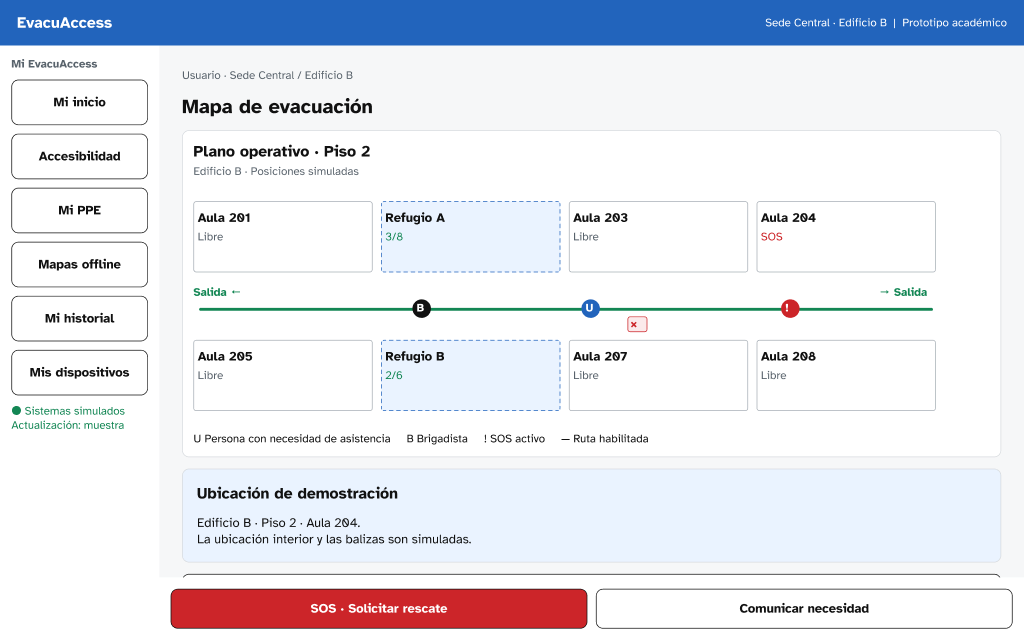 EvacuAccess
Sede Central · Edificio B | Prototipo académico
Mi EvacuAccess
Mi inicio
Accesibilidad
Mi PPE
Mapas offline
Mi historial
Mis dispositivos
● Sistemas simulados
Actualización: muestra
Usuario · Sede Central / Edificio B
Mapa de evacuación
Plano operativo · Piso 2
Edificio B · Posiciones simuladas
Aula 201
Libre
Refugio A
3/8
Aula 203
Libre
Aula 204
SOS
Salida ←
→ Salida
B
U
!
×
Aula 205
Libre
Refugio B
2/6
Aula 207
Libre
Aula 208
Libre
U Persona con necesidad de asistencia B Brigadista ! SOS activo — Ruta habilitada
Ubicación de demostración
Edificio B · Piso 2 · Aula 204.
La ubicación interior y las balizas son simuladas.
SOS · Solicitar rescate
Comunicar necesidad